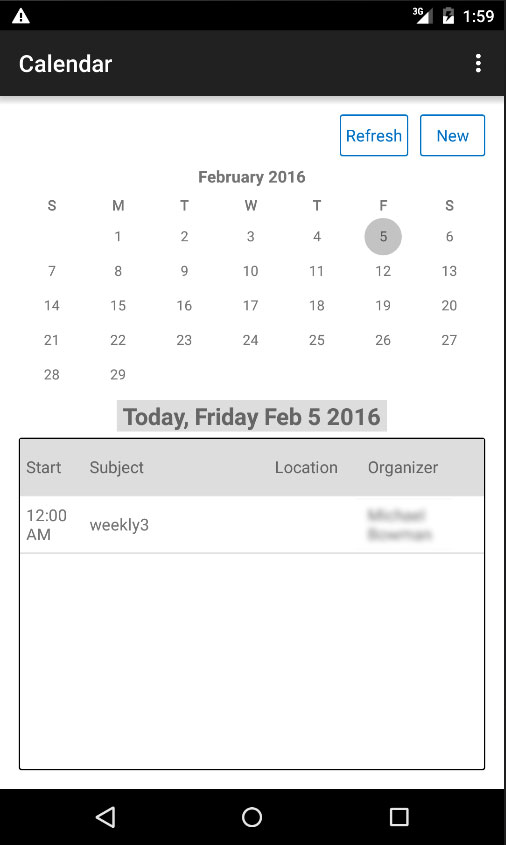 3G 1:59
Calendar
Refresh New
February 2016
S M T W T F S
1 2 3 4 5 6
7 8 9 10 11 12 13
14 15 16 17 18 19 20
21 22 23 24 25 26 27
28 29
Today, Friday Feb 5 2016
Start Subject Location Organizer
12:00
AM
weekly3